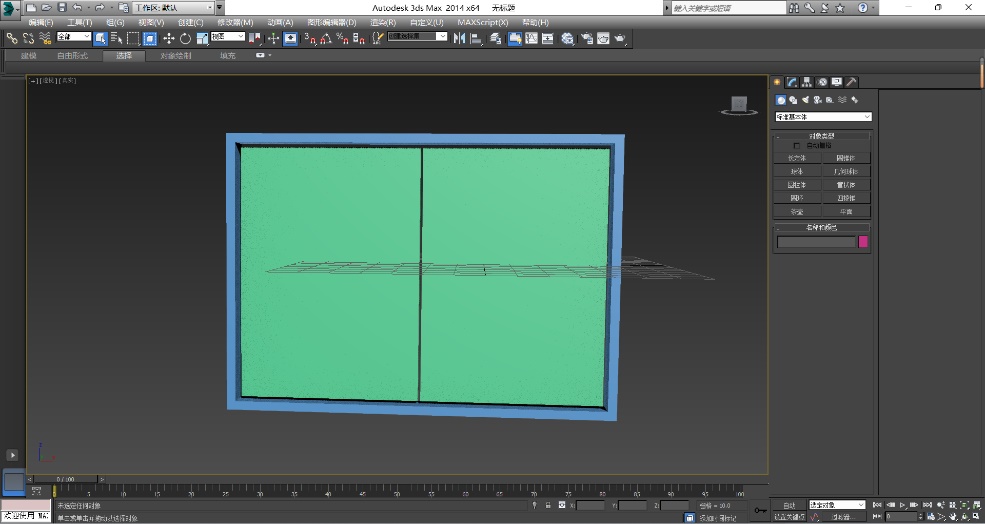 工作区: 默认
Autodesk 3ds Max  2014 x64    无标题
键入关键字或短语
编辑(E) 工具(T) 组(G) 视图(V) 创建(C) 修改器(M) 动画(A) 图形编辑器(D) 渲染(R) 自定义(U) MAXScript(X) 帮助(H)
全部 视图
建模 自由形式 选择 对象绘制 填充
标准基本体
对象类型
自动栅格
长方体 圆锥体
球体 几何球体
圆柱体 管状体
圆环 四棱锥
茶壶 平面
名称和颜色
0 / 100
0 5 10 15 20 25 30 35 40 45 50 55 60 65 70 75 80 85 90 95 100
未选定任何对象 X: Y: Z: 栅格 = 10.0 自动 选定对象
欢迎使用 MAX 单击或单击并拖动以选择对象 添加时间标记 设置关键点 过滤器... 0